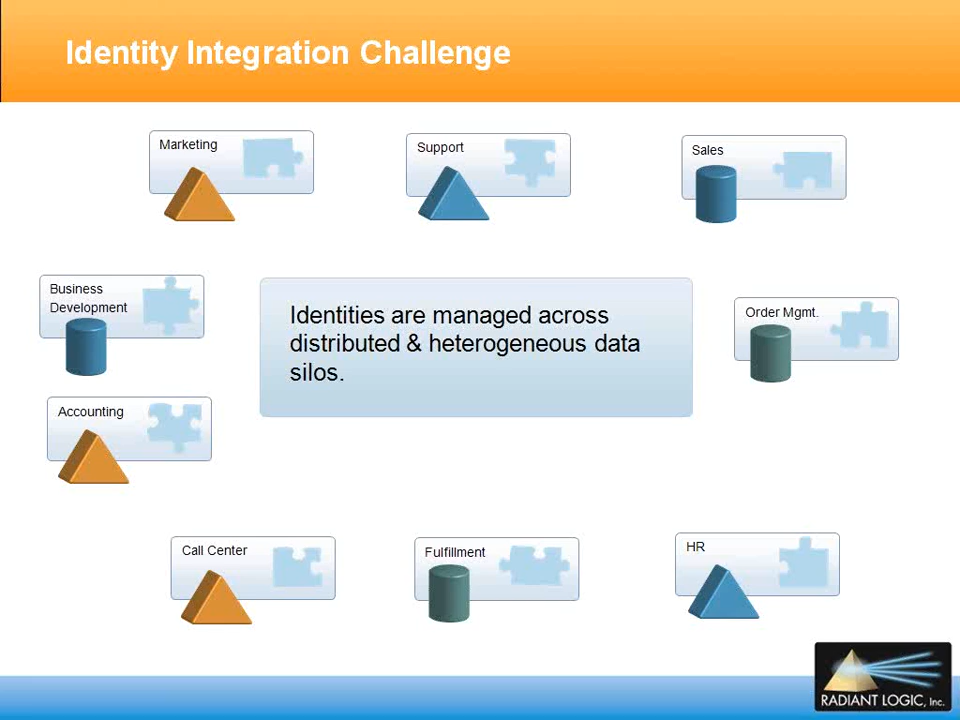 Identity Integration Challenge
Marketing
Support
Sales
Business
Development
Identities are managed across
distributed & heterogeneous data
silos.
Order Mgmt.
Accounting
Call Center
Fulfillment
HR
RADIANT LOGIC, Inc.